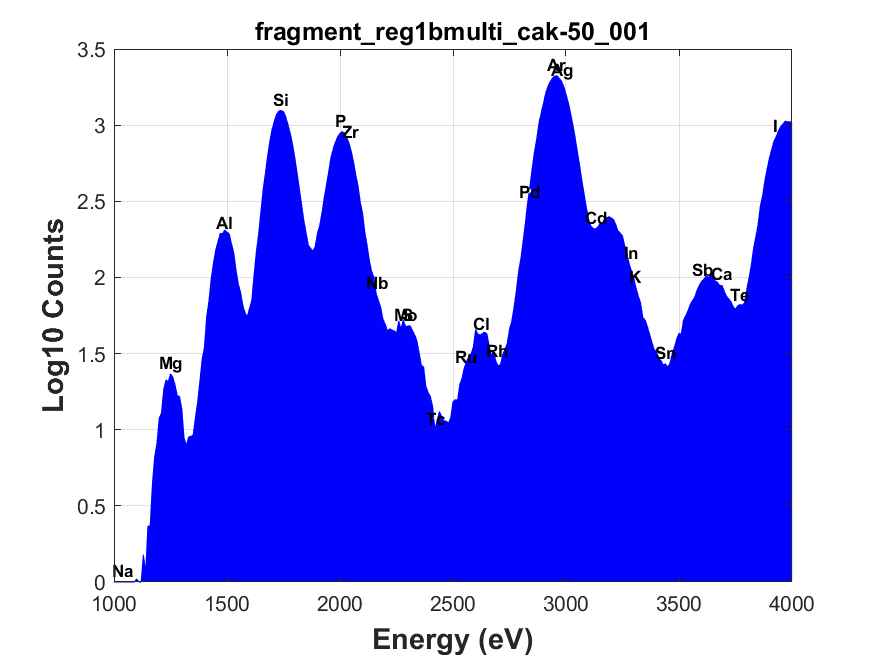 fragment_reg1bmulti_cak-50_001
3.5
3
2.5
2
1.5
1
0.5
0
Log10 Counts
Na
Mg
Al
Si
P
Zr
Nb
Mo
S
Tc
Ru
Cl
Rh
Pd
Ar
Ag
Cd
In
K
Sn
Sb
Ca
Te
I
1000 1500 2000 2500 3000 3500 4000
Energy (eV)